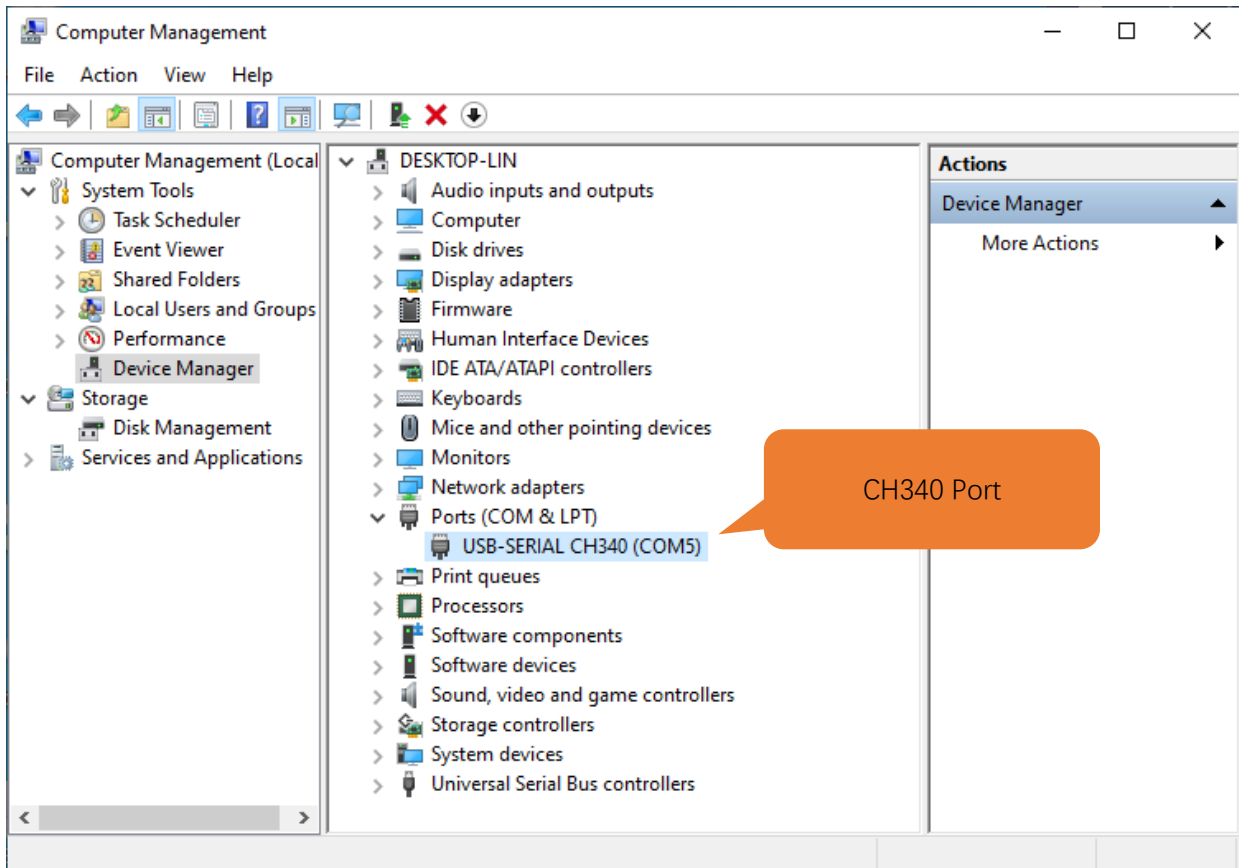 Computer Management
File Action View Help
Computer Management (Local
System Tools
Task Scheduler
Event Viewer
Shared Folders
Local Users and Groups
Performance
Device Manager
Storage
Disk Management
Services and Applications
DESKTOP-LIN
Audio inputs and outputs
Computer
Disk drives
Display adapters
Firmware
Human Interface Devices
IDE ATA/ATAPI controllers
Keyboards
Mice and other pointing devices
Monitors
Network adapters
Ports (COM & LPT)
USB-SERIAL CH340 (COM5)
Print queues
Processors
Software components
Software devices
Sound, video and game controllers
Storage controllers
System devices
Universal Serial Bus controllers
CH340 Port
Actions
Device Manager
More Actions